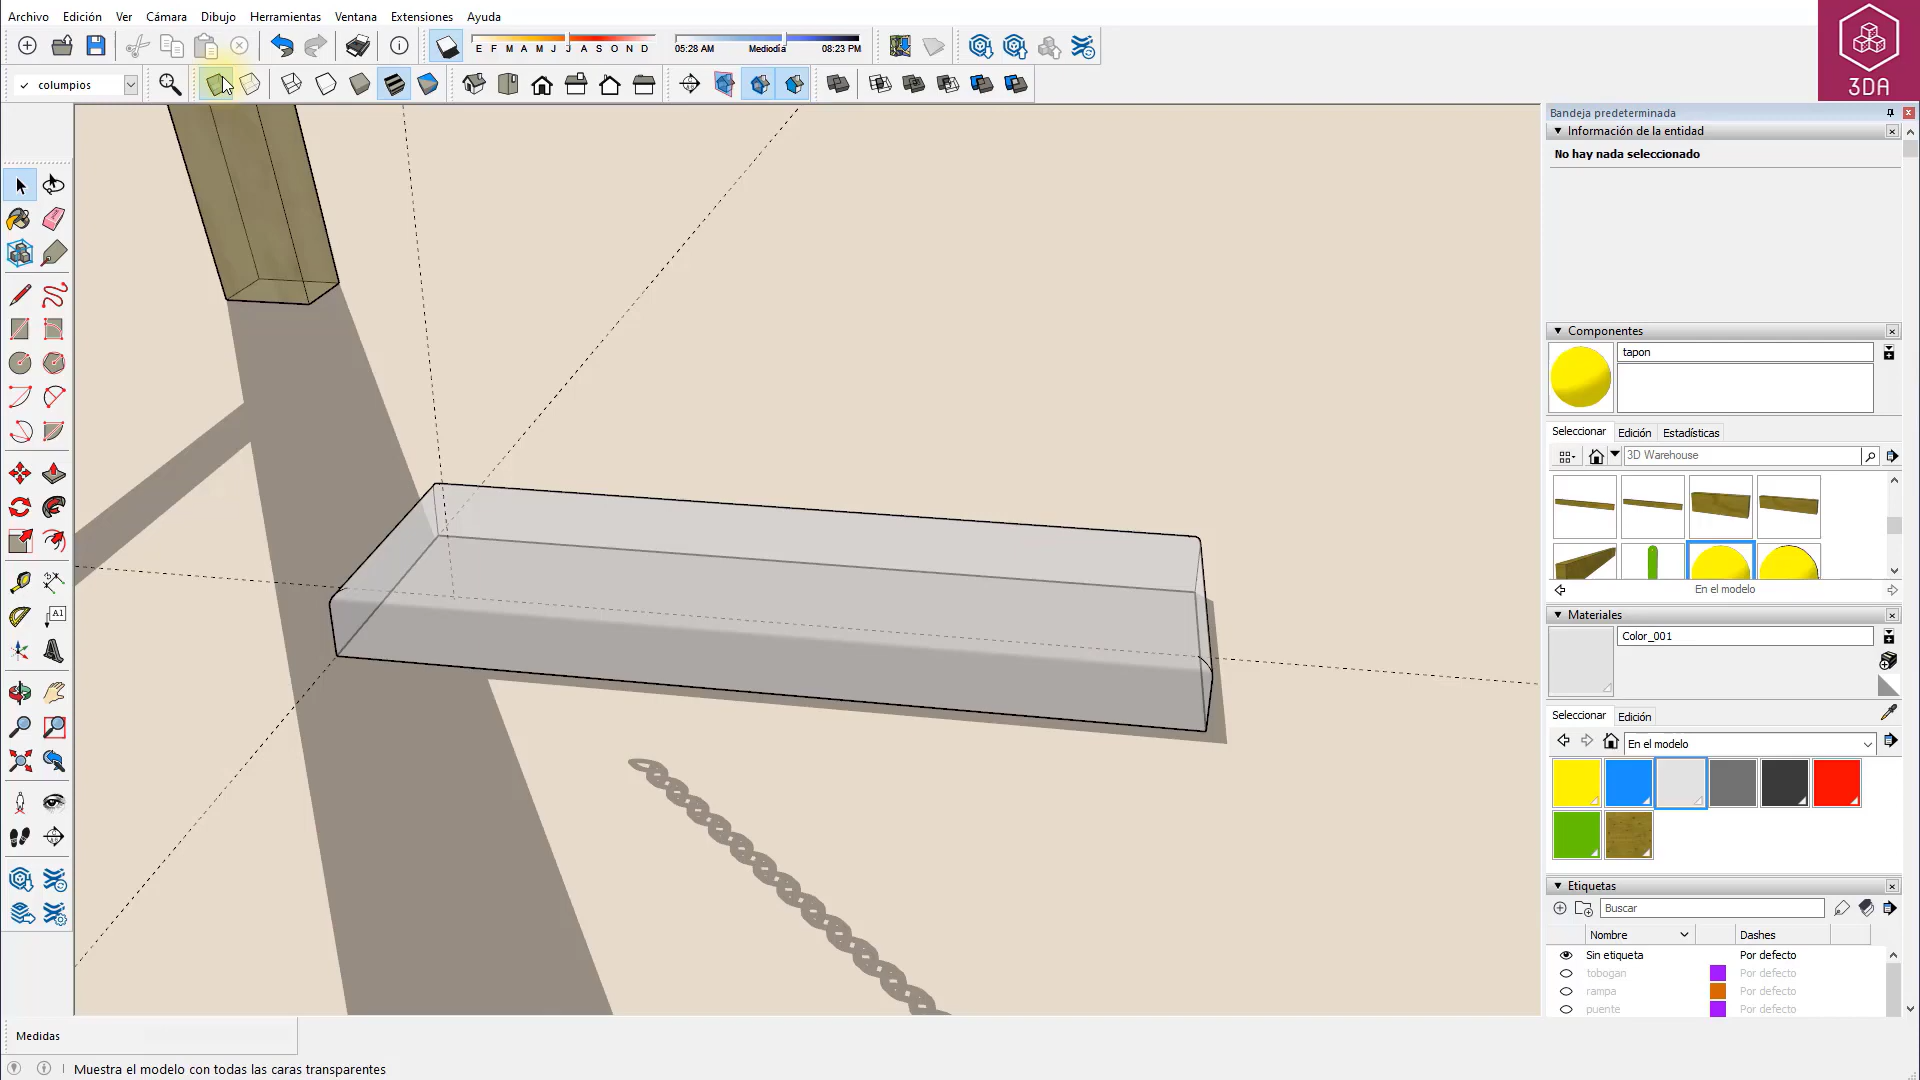 Archivo Edición Ver Cámara Dibujo Herramientas Ventana Extensiones Ayuda
E F M A M J J A S O N D
05:28 AM Mediodía 08:23 PM
3DA
columpios
Bandeja predeterminada
Información de la entidad
No hay nada seleccionado
Componentes
tapon
Seleccionar Edición Estadísticas
3D Warehouse
En el modelo
Materiales
Color_001
Seleccionar Edición
En el modelo
Etiquetas
Buscar
Nombre Dashes
Sin etiqueta Por defecto
tobogan Por defecto
rampa Por defecto
puente Por defecto
A1
Medidas
Muestra el modelo con todas las caras transparentes